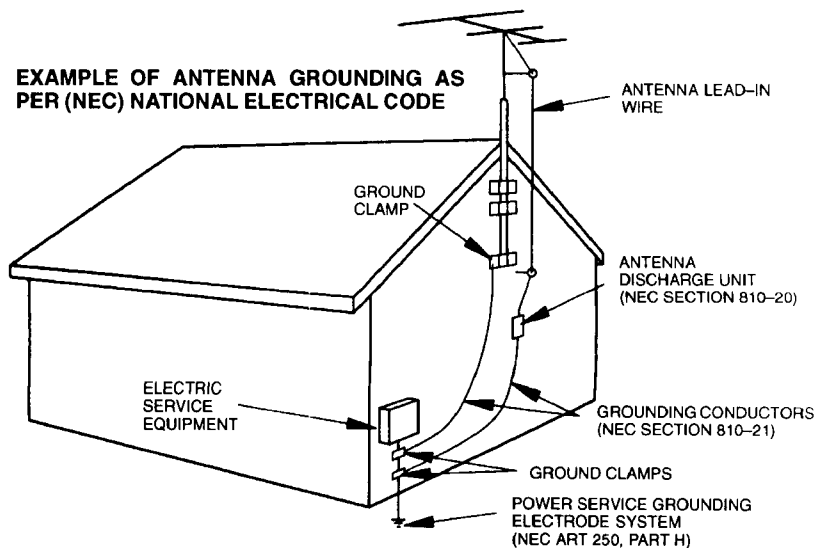 EXAMPLE OF ANTENNA GROUNDING AS
PER (NEC) NATIONAL ELECTRICAL CODE
ANTENNA LEAD–IN
WIRE
GROUND
CLAMP
ANTENNA
DISCHARGE UNIT
(NEC SECTION 810–20)
ELECTRIC
SERVICE
EQUIPMENT
GROUNDING CONDUCTORS
(NEC SECTION 810–21)
GROUND CLAMPS
POWER SERVICE GROUNDING
ELECTRODE SYSTEM
(NEC ART 250, PART H)